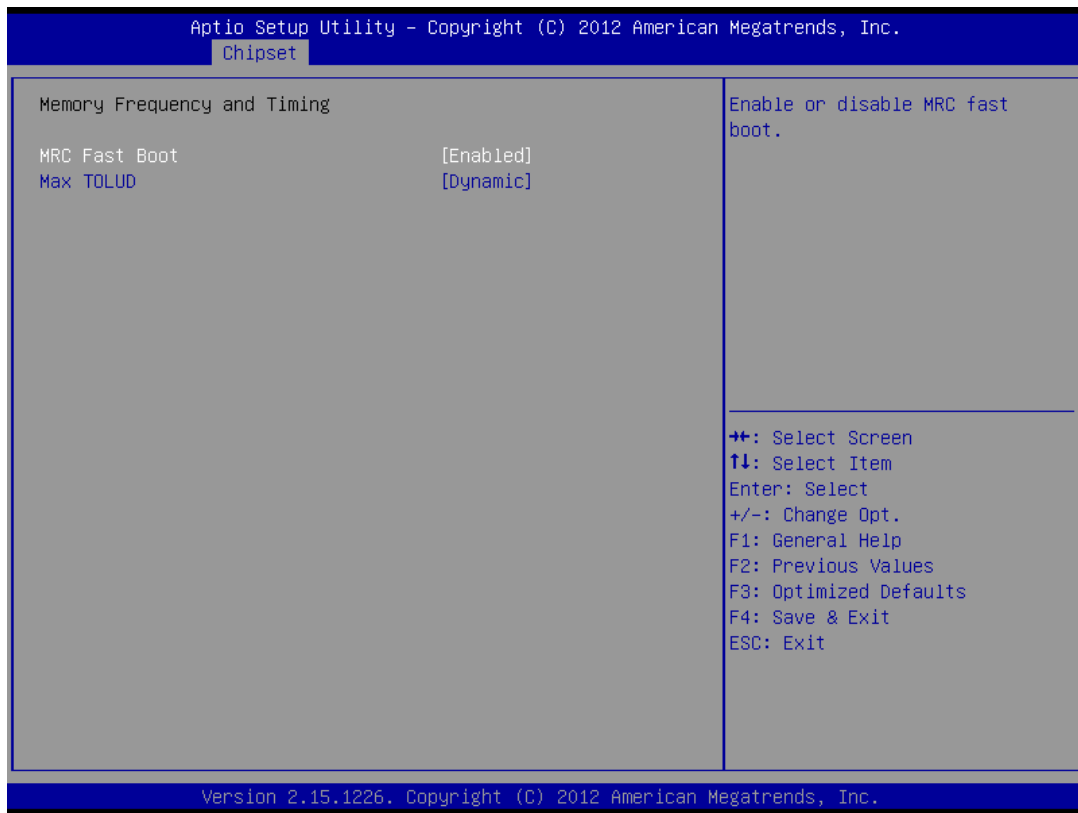 Aptio Setup Utility – Copyright (C) 2012 American Megatrends, Inc.
Chipset
Memory Frequency and Timing
MRC Fast Boot [Enabled]
Max TOLUD [Dynamic]
Enable or disable MRC fast
boot.
→←: Select Screen
↑↓: Select Item
Enter: Select
+/-: Change Opt.
F1: General Help
F2: Previous Values
F3: Optimized Defaults
F4: Save & Exit
ESC: Exit
Version 2.15.1226. Copyright (C) 2012 American Megatrends, Inc.